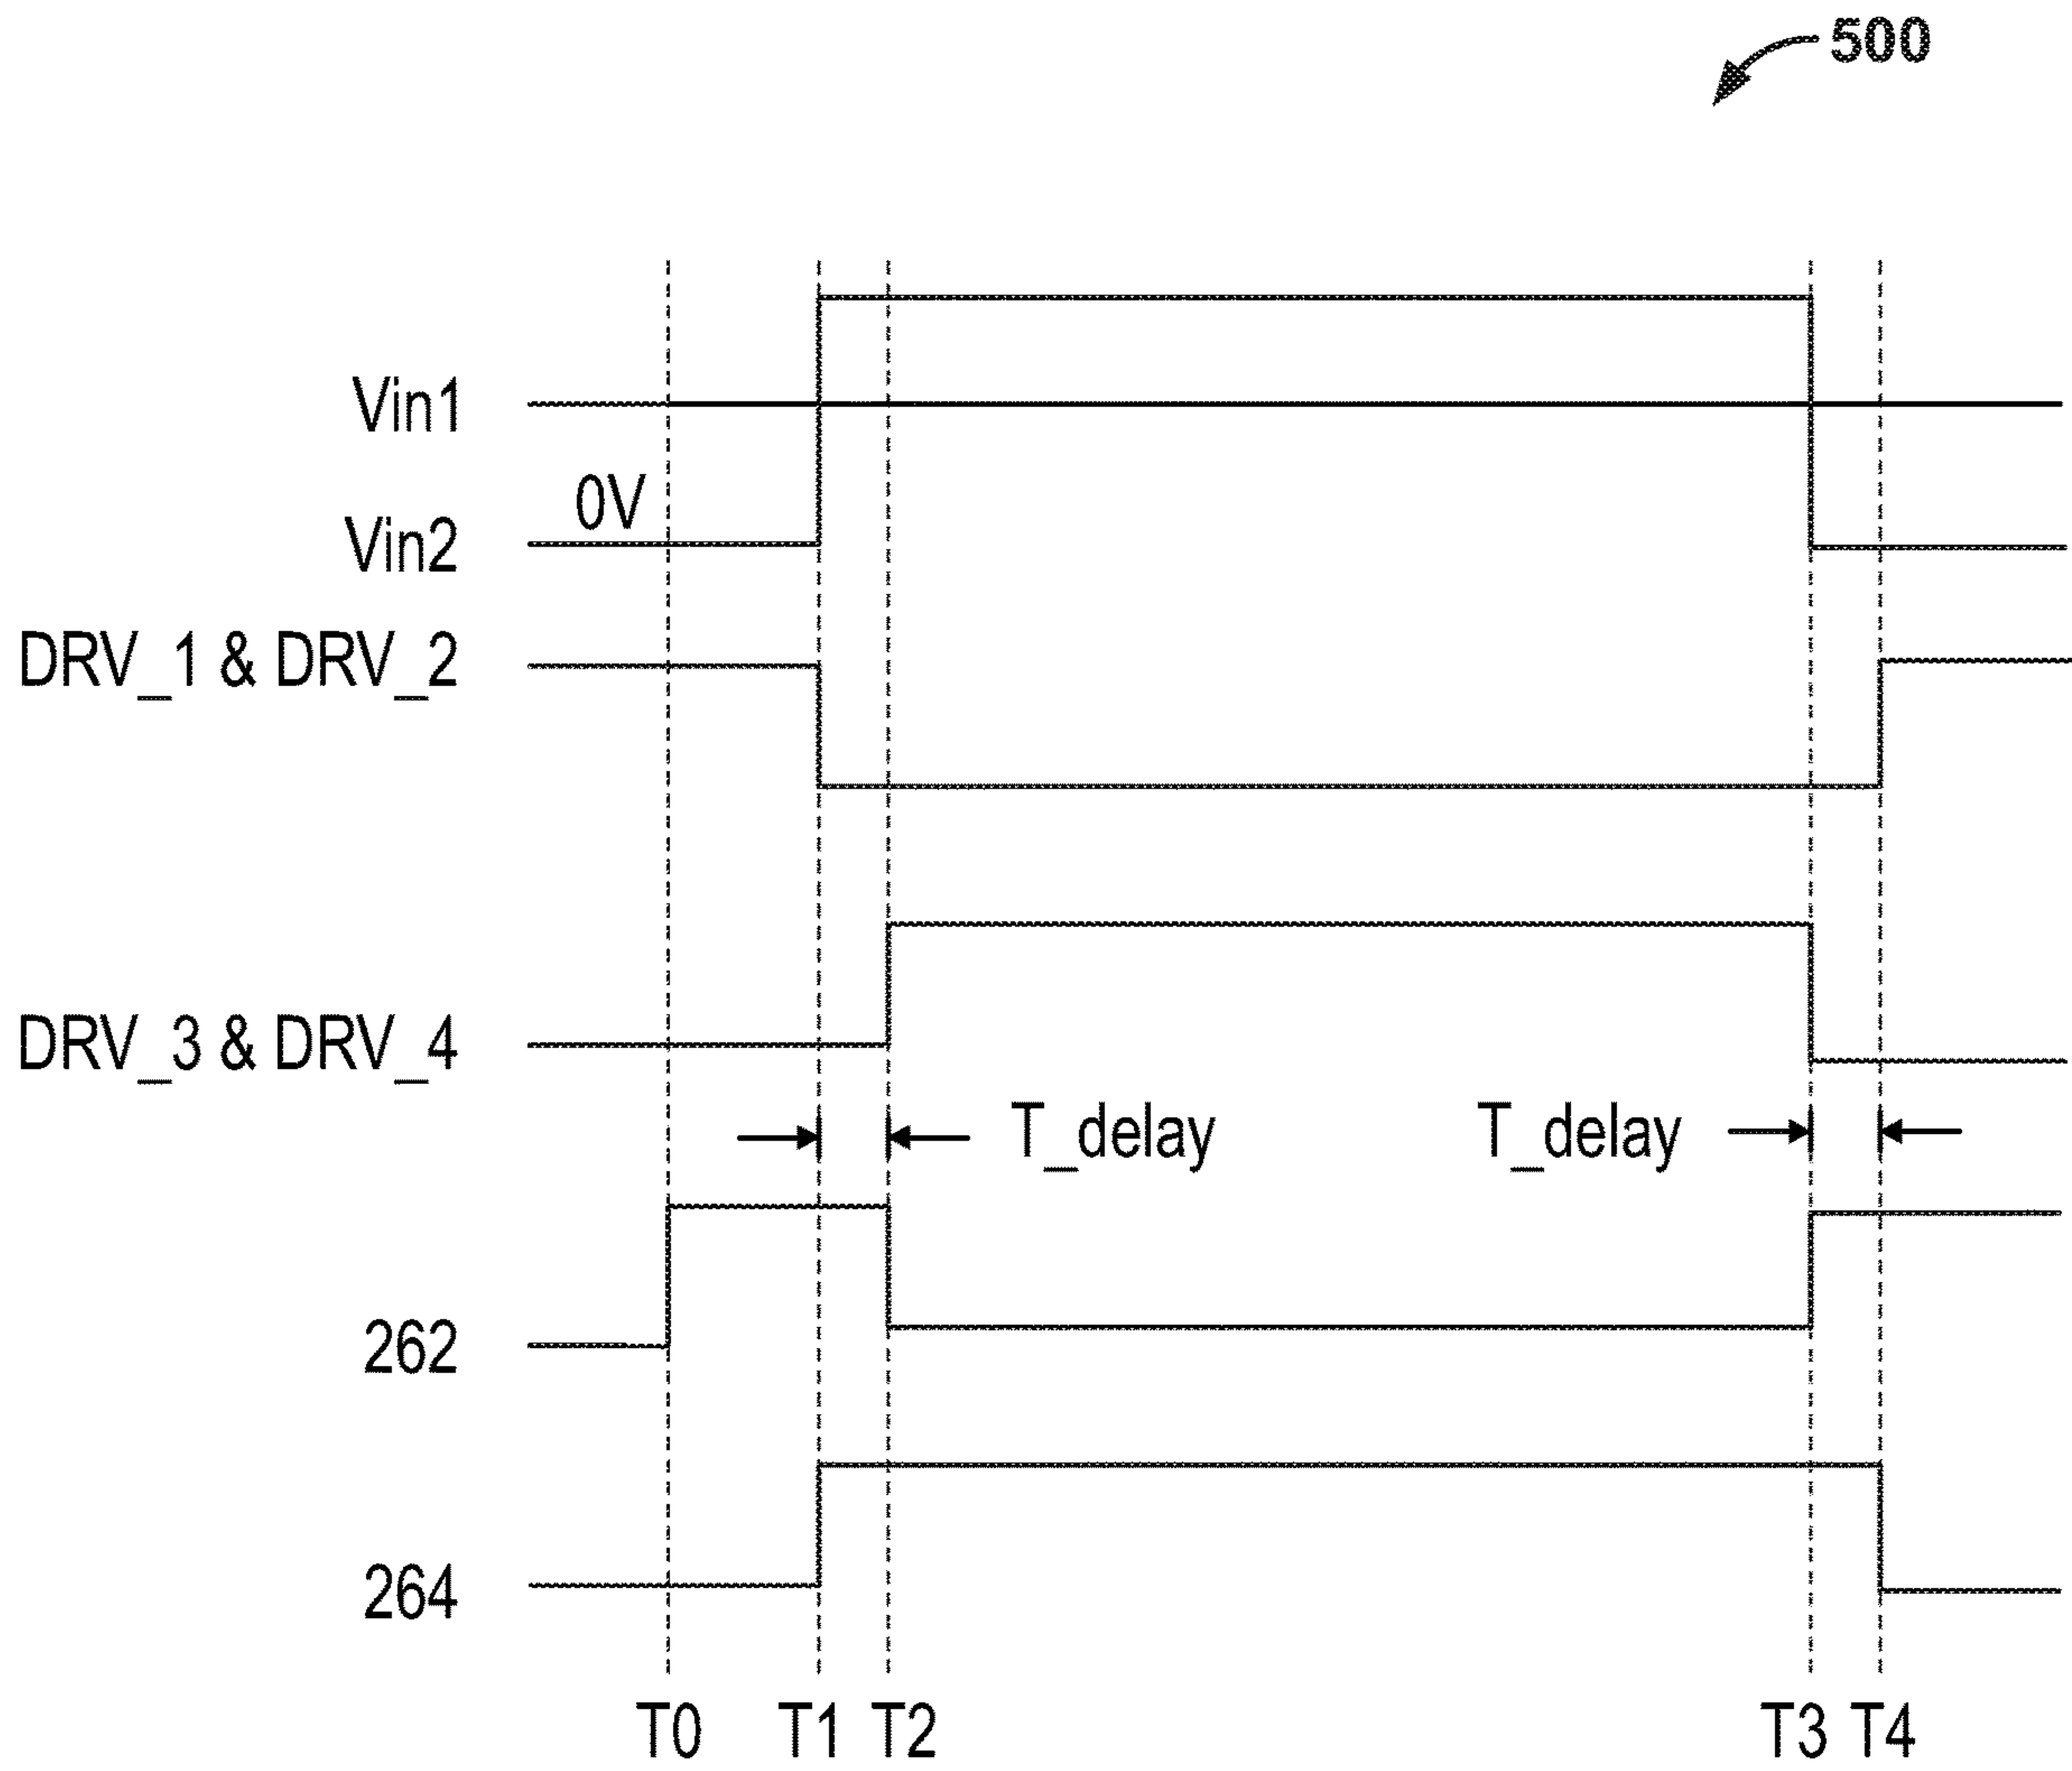 500
Vin1
0V
Vin2
DRV_1 & DRV_2
DRV_3 & DRV_4
T_delay T_delay
262
264
T0 T1 T2 T3 T4